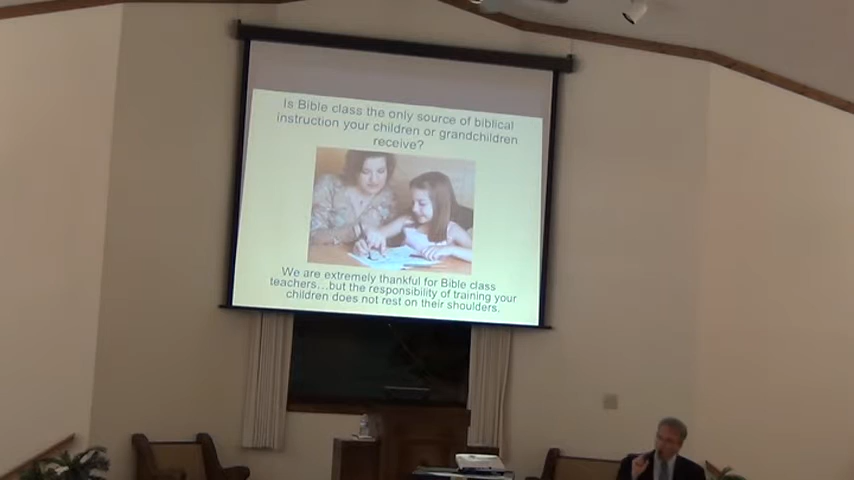 Is Bible class the only source of biblical
instruction your children or grandchildren
receive?
We are extremely thankful for Bible class
teachers...but the responsibility of training your
children does not rest on their shoulders.